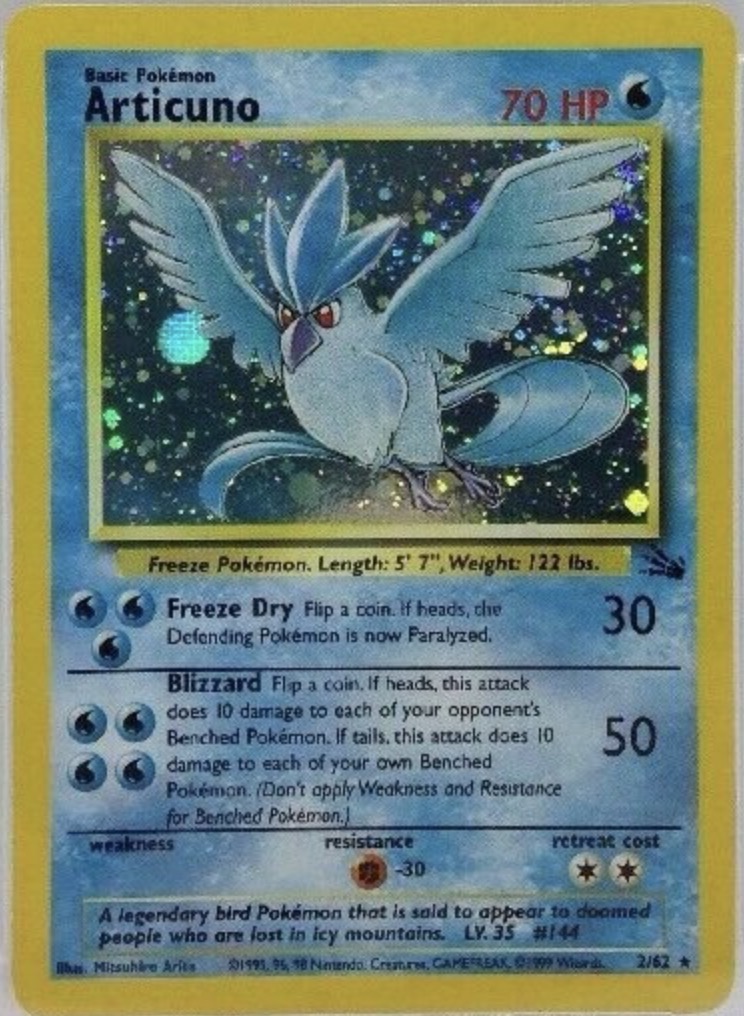 Basic Pokémon
Articuno 70 HP
Freeze Pokémon. Length: 5' 7", Weight: 122 lbs.
Freeze Dry Flip a coin. If heads, the
Defending Pokémon is now Paralyzed.
30
Blizzard Flip a coin. If heads, this attack
does 10 damage to each of your opponent's
Benched Pokémon. If tails, this attack does 10
damage to each of your own Benched
Pokémon. (Don't apply Weakness and Resistance
for Benched Pokémon.)
50
weakness resistance retreat cost
-30
A legendary bird Pokémon that is said to appear to doomed
people who are lost in icy mountains. LV. 35 #144
Illus. Mitsuhiro Arita ©1995, 96, 98 Nintendo, Creatures, GAMEFREAK. ©1999 Wizards. 2/62